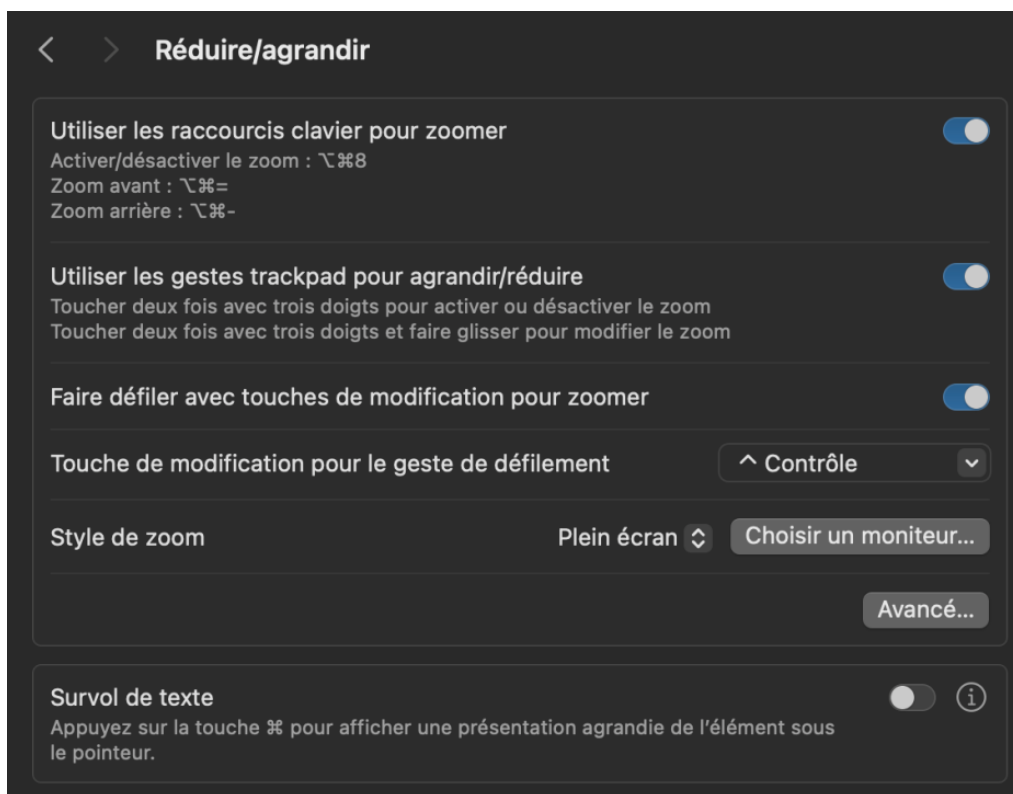 Réduire/agrandir
Utiliser les raccourcis clavier pour zoomer
Activer/désactiver le zoom : ⌥⌘8
Zoom avant : ⌥⌘=
Zoom arrière : ⌥⌘-
Utiliser les gestes trackpad pour agrandir/réduire
Toucher deux fois avec trois doigts pour activer ou désactiver le zoom
Toucher deux fois avec trois doigts et faire glisser pour modifier le zoom
Faire défiler avec touches de modification pour zoomer
Touche de modification pour le geste de défilement ^ Contrôle
Style de zoom Plein écran Choisir un moniteur...
Avancé...
Survol de texte
Appuyez sur la touche ⌘ pour afficher une présentation agrandie de l’élément sous
le pointeur.